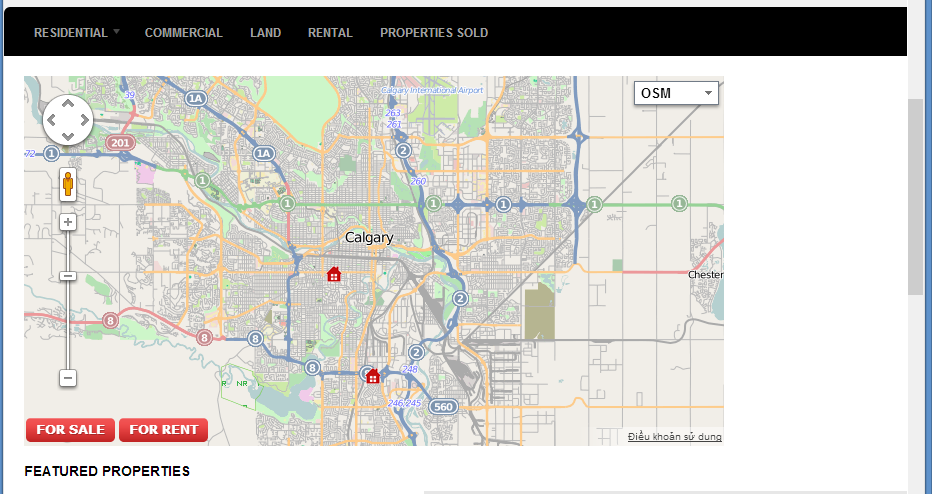 RESIDENTIAL COMMERCIAL LAND RENTAL PROPERTIES SOLD
Calgary International Airport
OSM
39
1A
263
261
201
2
1A
72
1
1
260
1
1
1
1
1
Calgary
Chester
2
8
8
8
2
8
248
R
NR
246;245
560
FOR SALE FOR RENT
Điều khoản sử dụng
FEATURED PROPERTIES